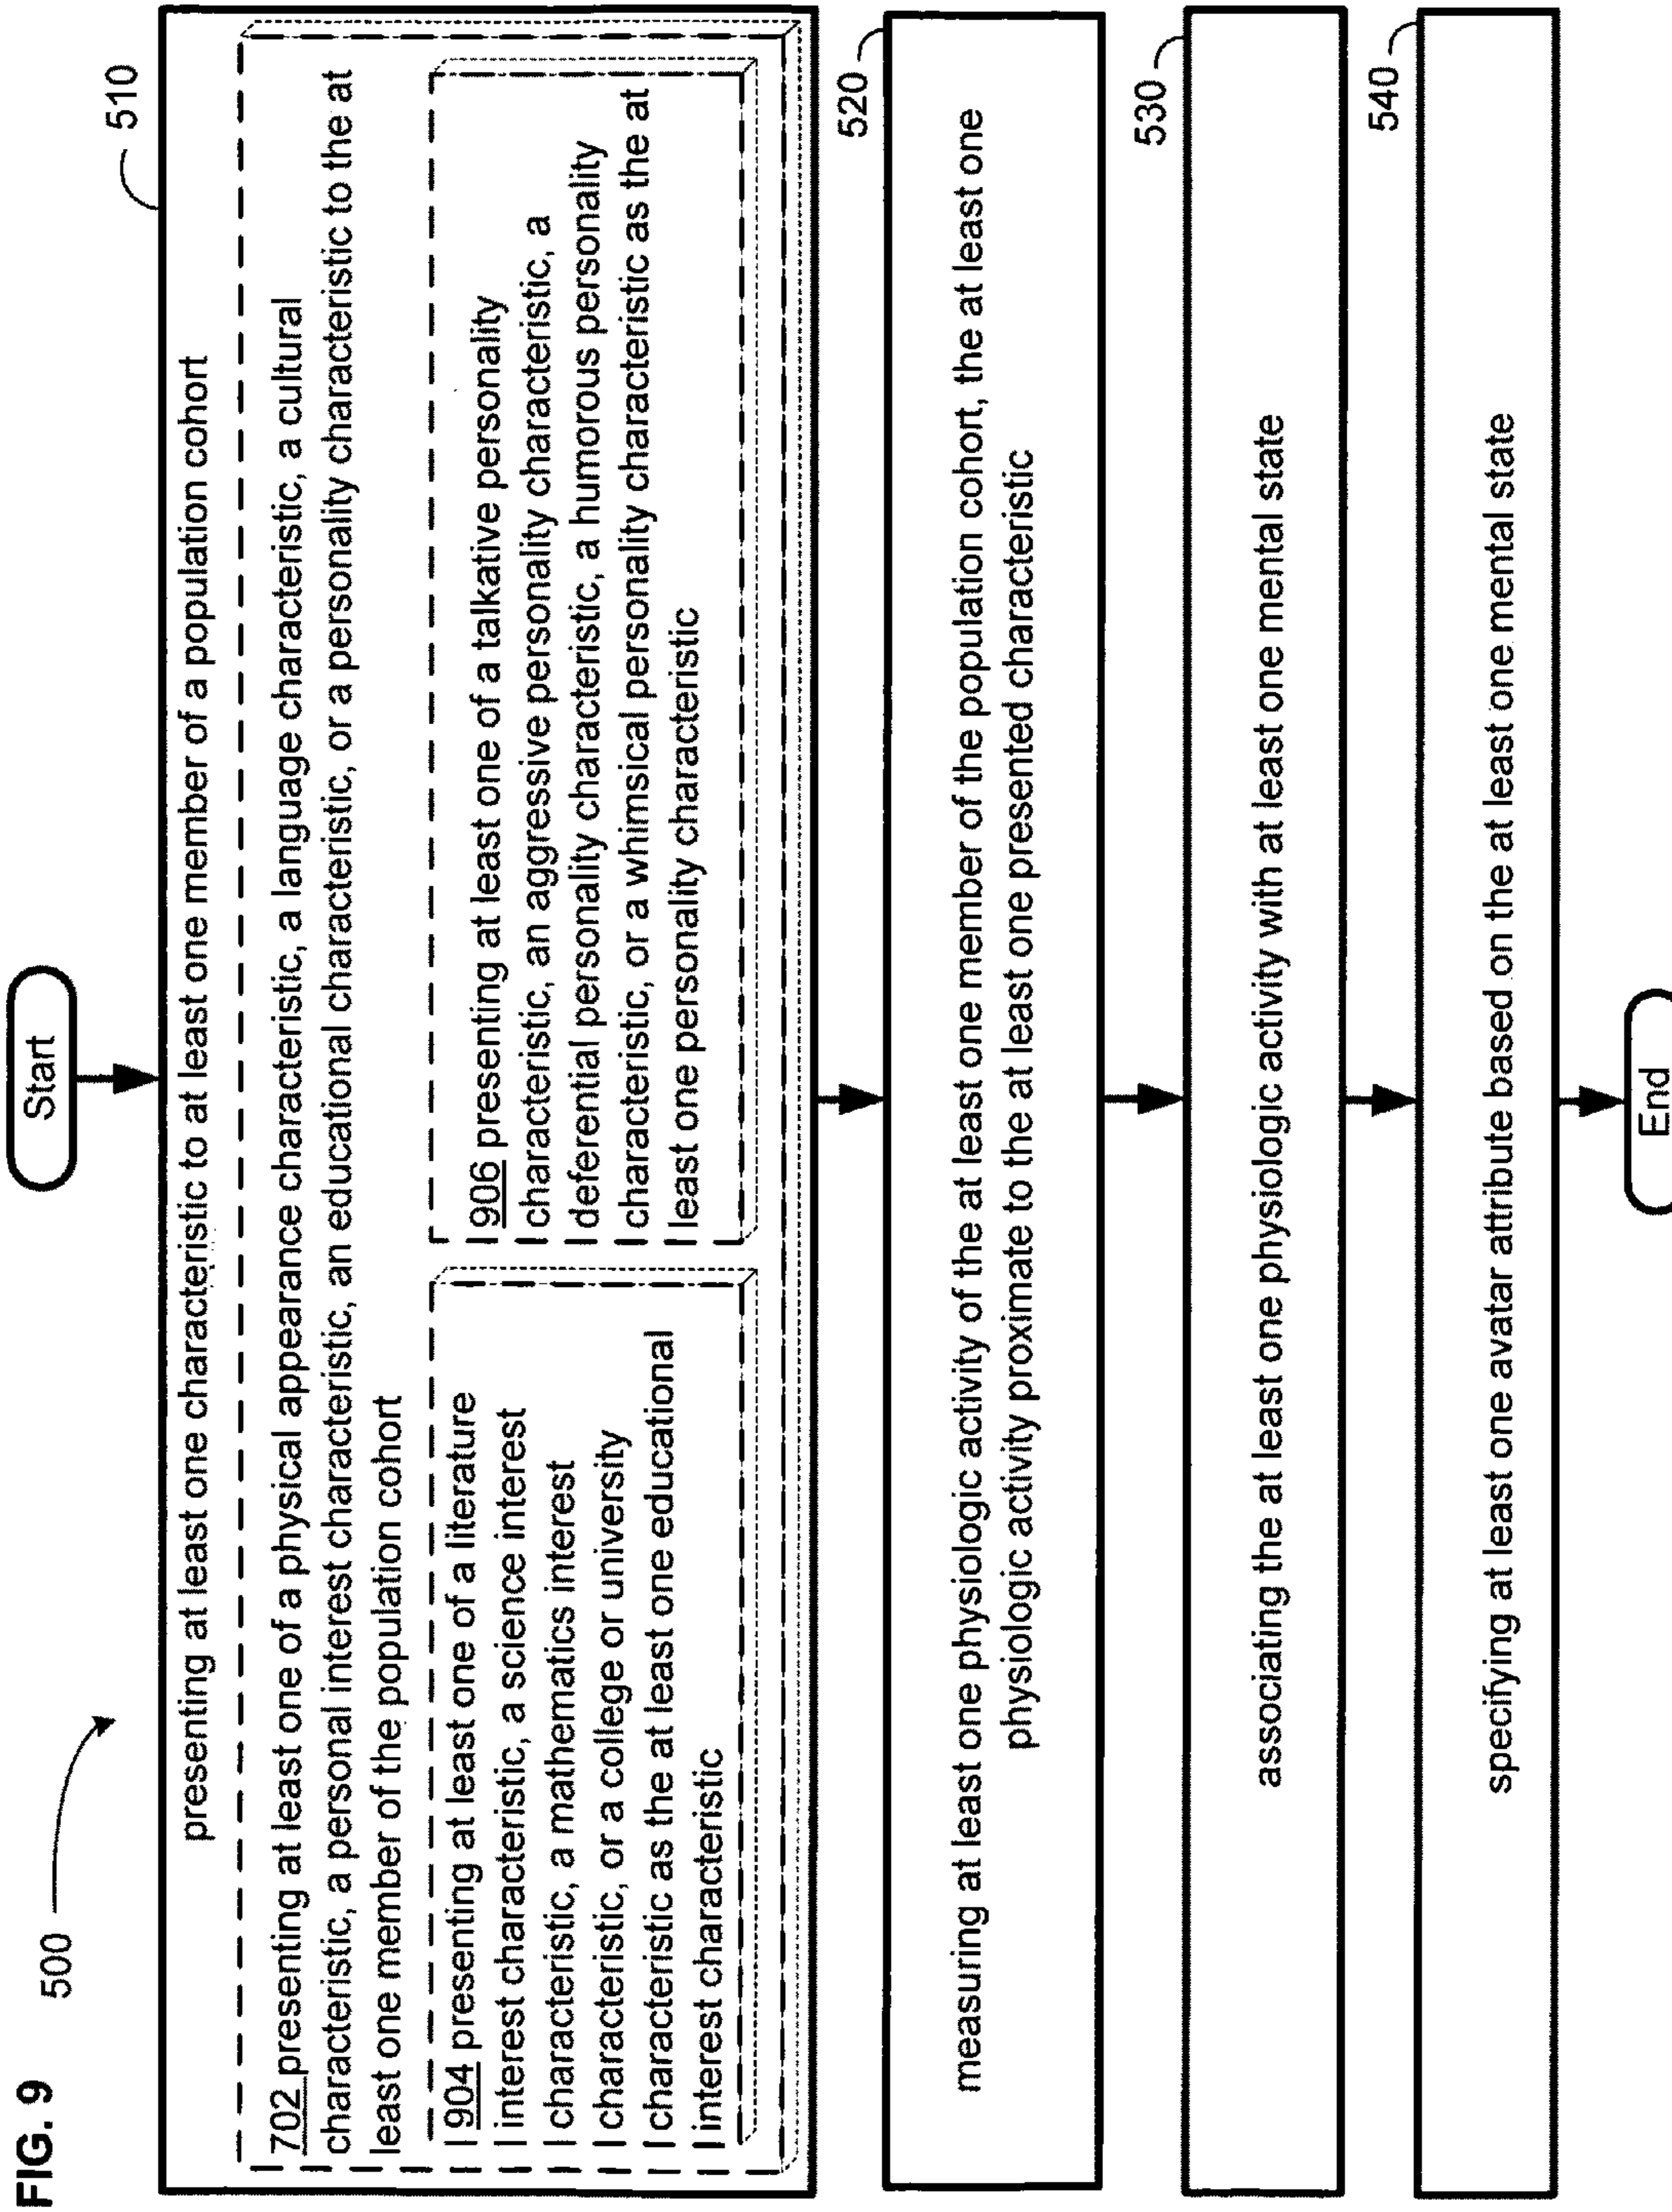 FIG. 9
500
Start
510
presenting at least one characteristic to at least one member of a population cohort
702 presenting at least one of a physical appearance characteristic, a language characteristic, a cultural
characteristic, a personal interest characteristic, an educational characteristic, or a personality characteristic to the at
least one member of the population cohort
904 presenting at least one of a literature
interest characteristic, a science interest
characteristic, a mathematics interest
characteristic, or a college or university
characteristic as the at least one educational
interest characteristic
906 presenting at least one of a talkative personality
characteristic, an aggressive personality characteristic, a
deferential personality characteristic, a humorous personality
characteristic, or a whimsical personality characteristic as the at
least one personality characteristic
520
measuring at least one physiologic activity of the at least one member of the population cohort, the at least one
physiologic activity proximate to the at least one presented characteristic
530
associating the at least one physiologic activity with at least one mental state
540
specifying at least one avatar attribute based on the at least one mental state
End